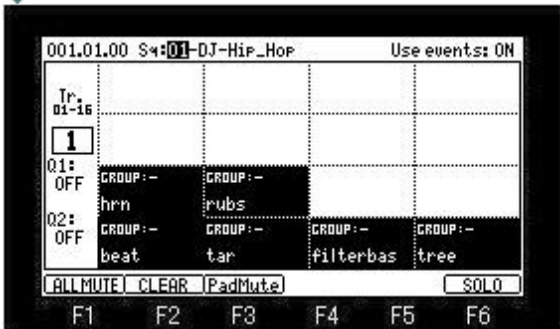 001.01.00 Sq:01-DJ-Hip_Hop Use events: ON
Tr.
01-16
1
Q1:
OFF
Q2:
OFF
GROUP:- GROUP:-
hrn rubs
GROUP:- GROUP:- GROUP:- GROUP:-
beat tar filterbas tree
ALL MUTE CLEAR PadMute SOLO
F1 F2 F3 F4 F5 F6